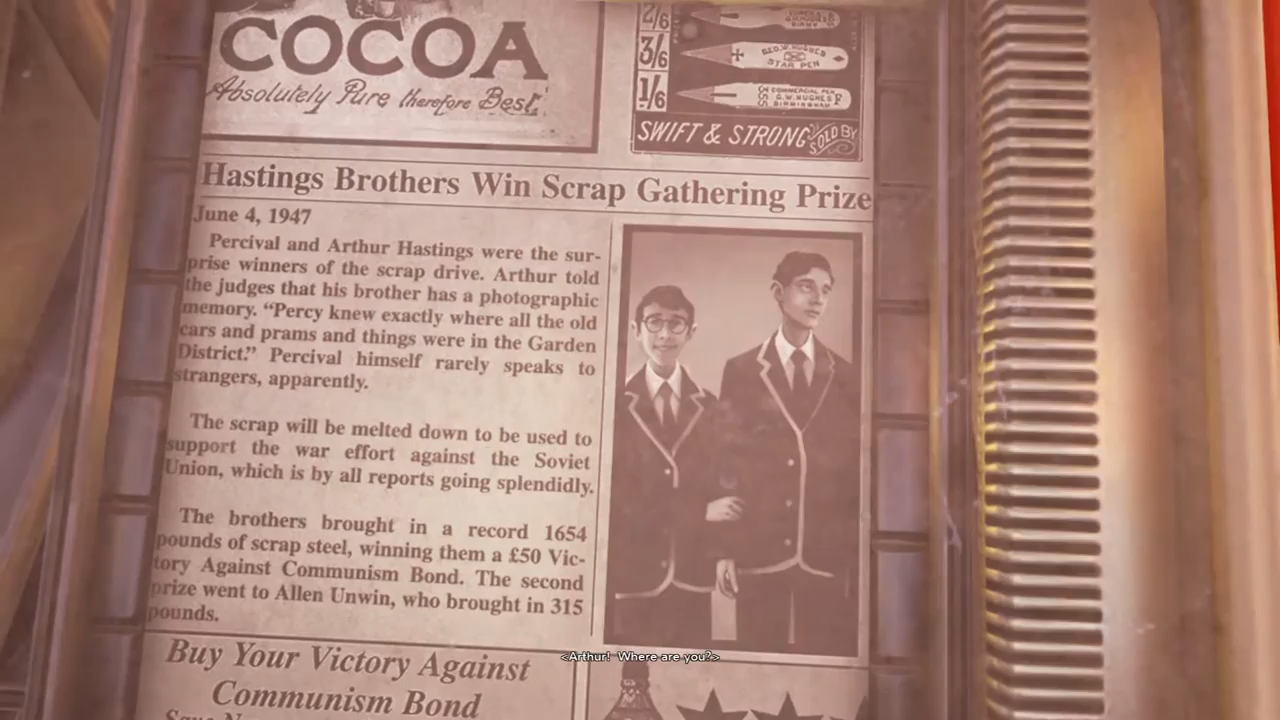 COCOA
Absolutely Pure therefore Best.
2/6
3/6
1/6
GEO. W. HUGHES
STAR PEN
COMMERCIAL PEN
G.W. HUGHES
BIRMINGHAM
SWIFT & STRONG
SOLD BY
Hastings Brothers Win Scrap Gathering Prize
June 4, 1947
Percival and Arthur Hastings were the sur-
prise winners of the scrap drive. Arthur told
the judges that his brother has a photographic
memory. “Percy knew exactly where all the old
cars and prams and things were in the Garden
District.” Percival himself rarely speaks to
strangers, apparently.
The scrap will be melted down to be used to
support the war effort against the Soviet
Union, which is by all reports going splendidly.
The brothers brought in a record 1654
pounds of scrap steel, winning them a £50 Vic-
tory Against Communism Bond. The second
prize went to Allen Unwin, who brought in 315
pounds.
Buy Your Victory Against
Communism Bond
<Arthur! Where are you?>